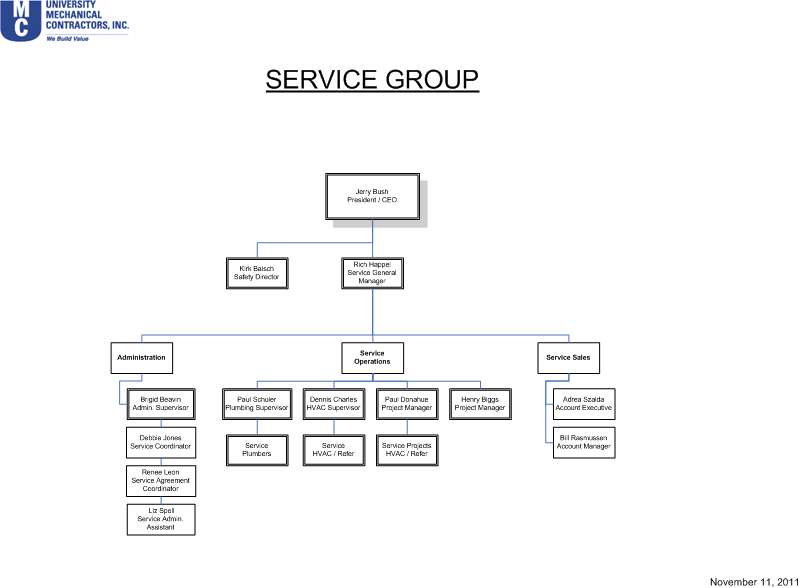 UNIVERSITY
MECHANICAL
CONTRACTORS, INC.
We Build Value
M
C
SERVICE GROUP
Jerry Bush
President / CEO
Kirk Baisch
Safety Director
Rich Happel
Service General
Manager
Administration
Service
Operations
Service Sales
Brigid Beavin
Admin. Supervisor
Paul Schuler
Plumbing Supervisor
Dennis Charles
HVAC Supervisor
Paul Donahue
Project Manager
Henry Biggs
Project Manager
Adrea Szalda
Account Executive
Debbie Jones
Service Coordinator
Service
Plumbers
Service
HVAC / Refer
Service Projects
HVAC / Refer
Bill Rasmussen
Account Manager
Renee Leon
Service Agreement
Coordinator
Liz Spell
Service Admin.
Assistant
November 11, 2011